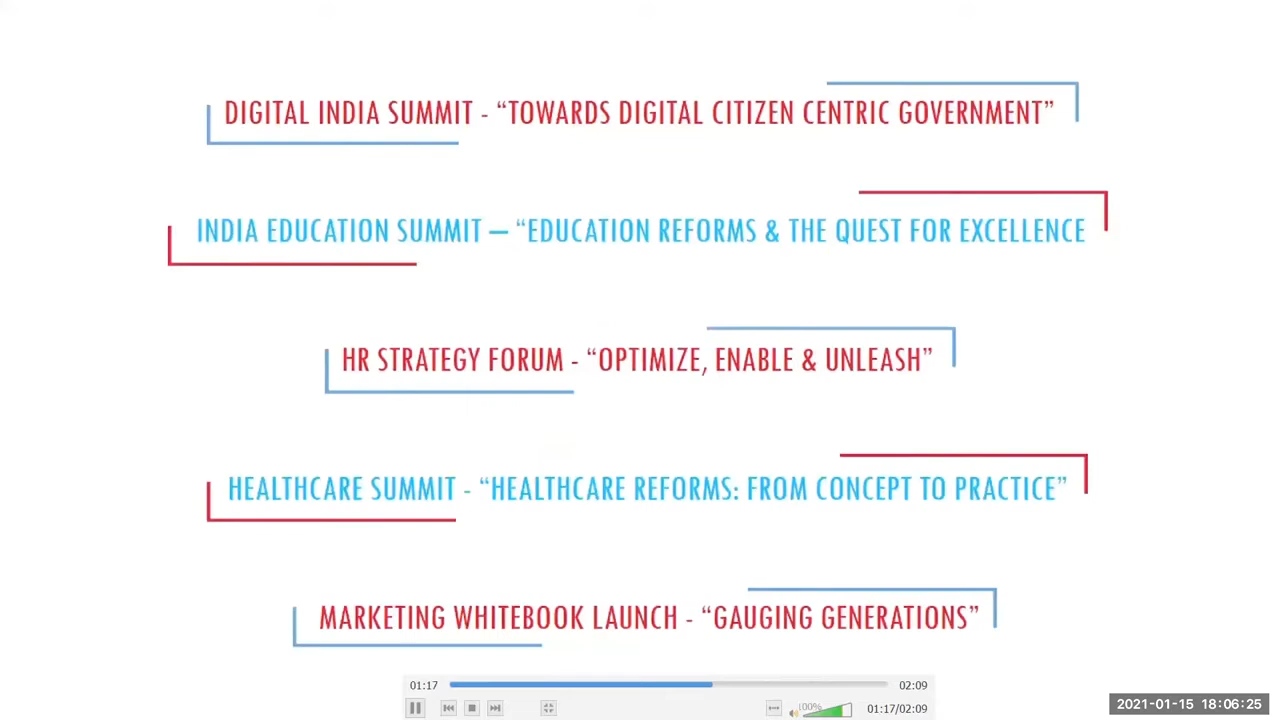 DIGITAL INDIA SUMMIT - “TOWARDS DIGITAL CITIZEN CENTRIC GOVERNMENT”
INDIA EDUCATION SUMMIT – “EDUCATION REFORMS & THE QUEST FOR EXCELLENCE
HR STRATEGY FORUM - “OPTIMIZE, ENABLE & UNLEASH”
HEALTHCARE SUMMIT - “HEALTHCARE REFORMS: FROM CONCEPT TO PRACTICE”
MARKETING WHITEBOOK LAUNCH - “GAUGING GENERATIONS”
01:17 02:09
100% 01:17/02:09
2021-01-15 18:06:25